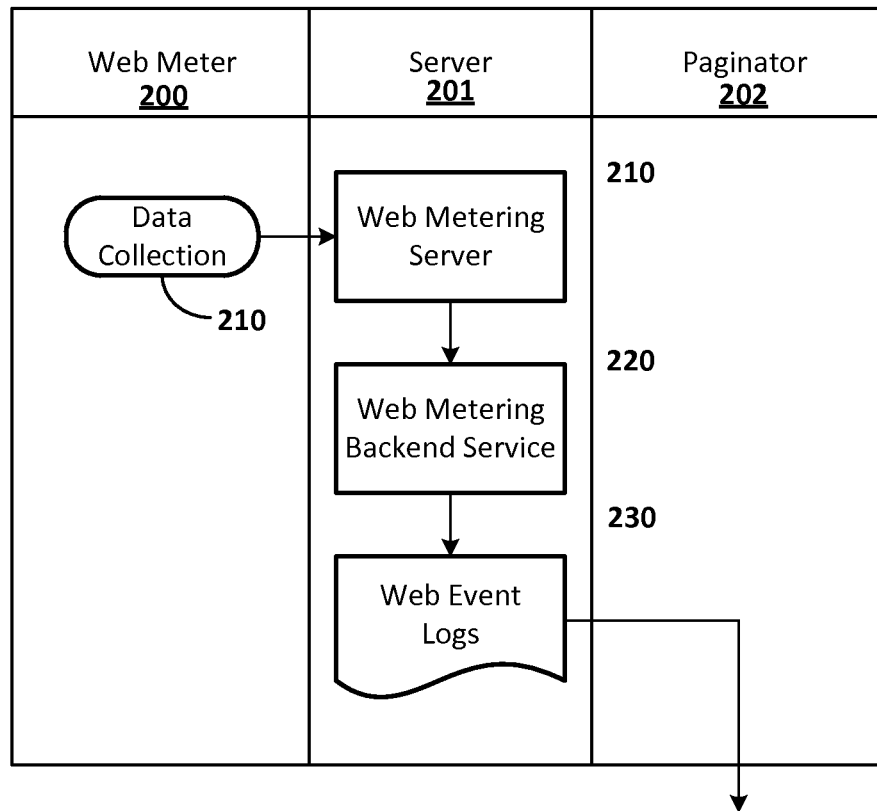 Web Meter
200
Server
201
Paginator
202
210
Data
Collection
Web Metering
Server
210
220
Web Metering
Backend Service
230
Web Event
Logs